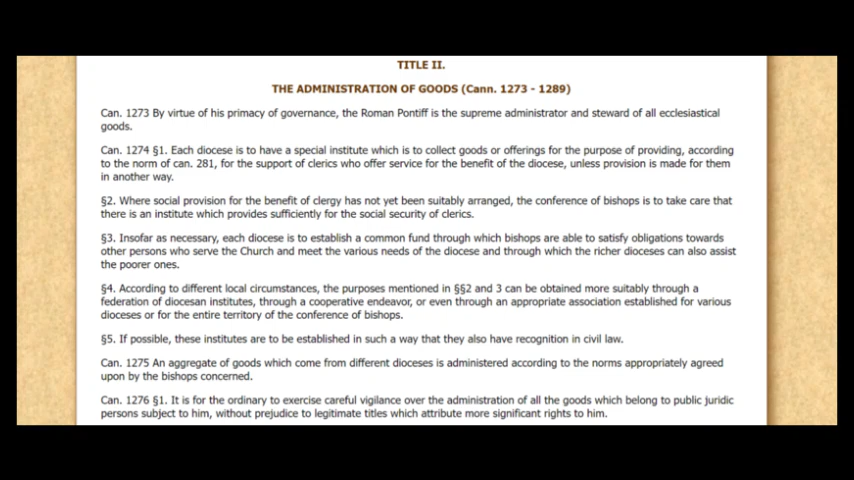 TITLE II.
THE ADMINISTRATION OF GOODS (Cann. 1273 - 1289)
Can. 1273 By virtue of his primacy of governance, the Roman Pontiff is the supreme administrator and steward of all ecclesiastical
goods.
Can. 1274 §1. Each diocese is to have a special institute which is to collect goods or offerings for the purpose of providing, according
to the norm of can. 281, for the support of clerics who offer service for the benefit of the diocese, unless provision is made for them
in another way.
§2. Where social provision for the benefit of clergy has not yet been suitably arranged, the conference of bishops is to take care that
there is an institute which provides sufficiently for the social security of clerics.
§3. Insofar as necessary, each diocese is to establish a common fund through which bishops are able to satisfy obligations towards
other persons who serve the Church and meet the various needs of the diocese and through which the richer dioceses can also assist
the poorer ones.
§4. According to different local circumstances, the purposes mentioned in §§2 and 3 can be obtained more suitably through a
federation of diocesan institutes, through a cooperative endeavor, or even through an appropriate association established for various
dioceses or for the entire territory of the conference of bishops.
§5. If possible, these institutes are to be established in such a way that they also have recognition in civil law.
Can. 1275 An aggregate of goods which come from different dioceses is administered according to the norms appropriately agreed
upon by the bishops concerned.
Can. 1276 §1. It is for the ordinary to exercise careful vigilance over the administration of all the goods which belong to public juridic
persons subject to him, without prejudice to legitimate titles which attribute more significant rights to him.